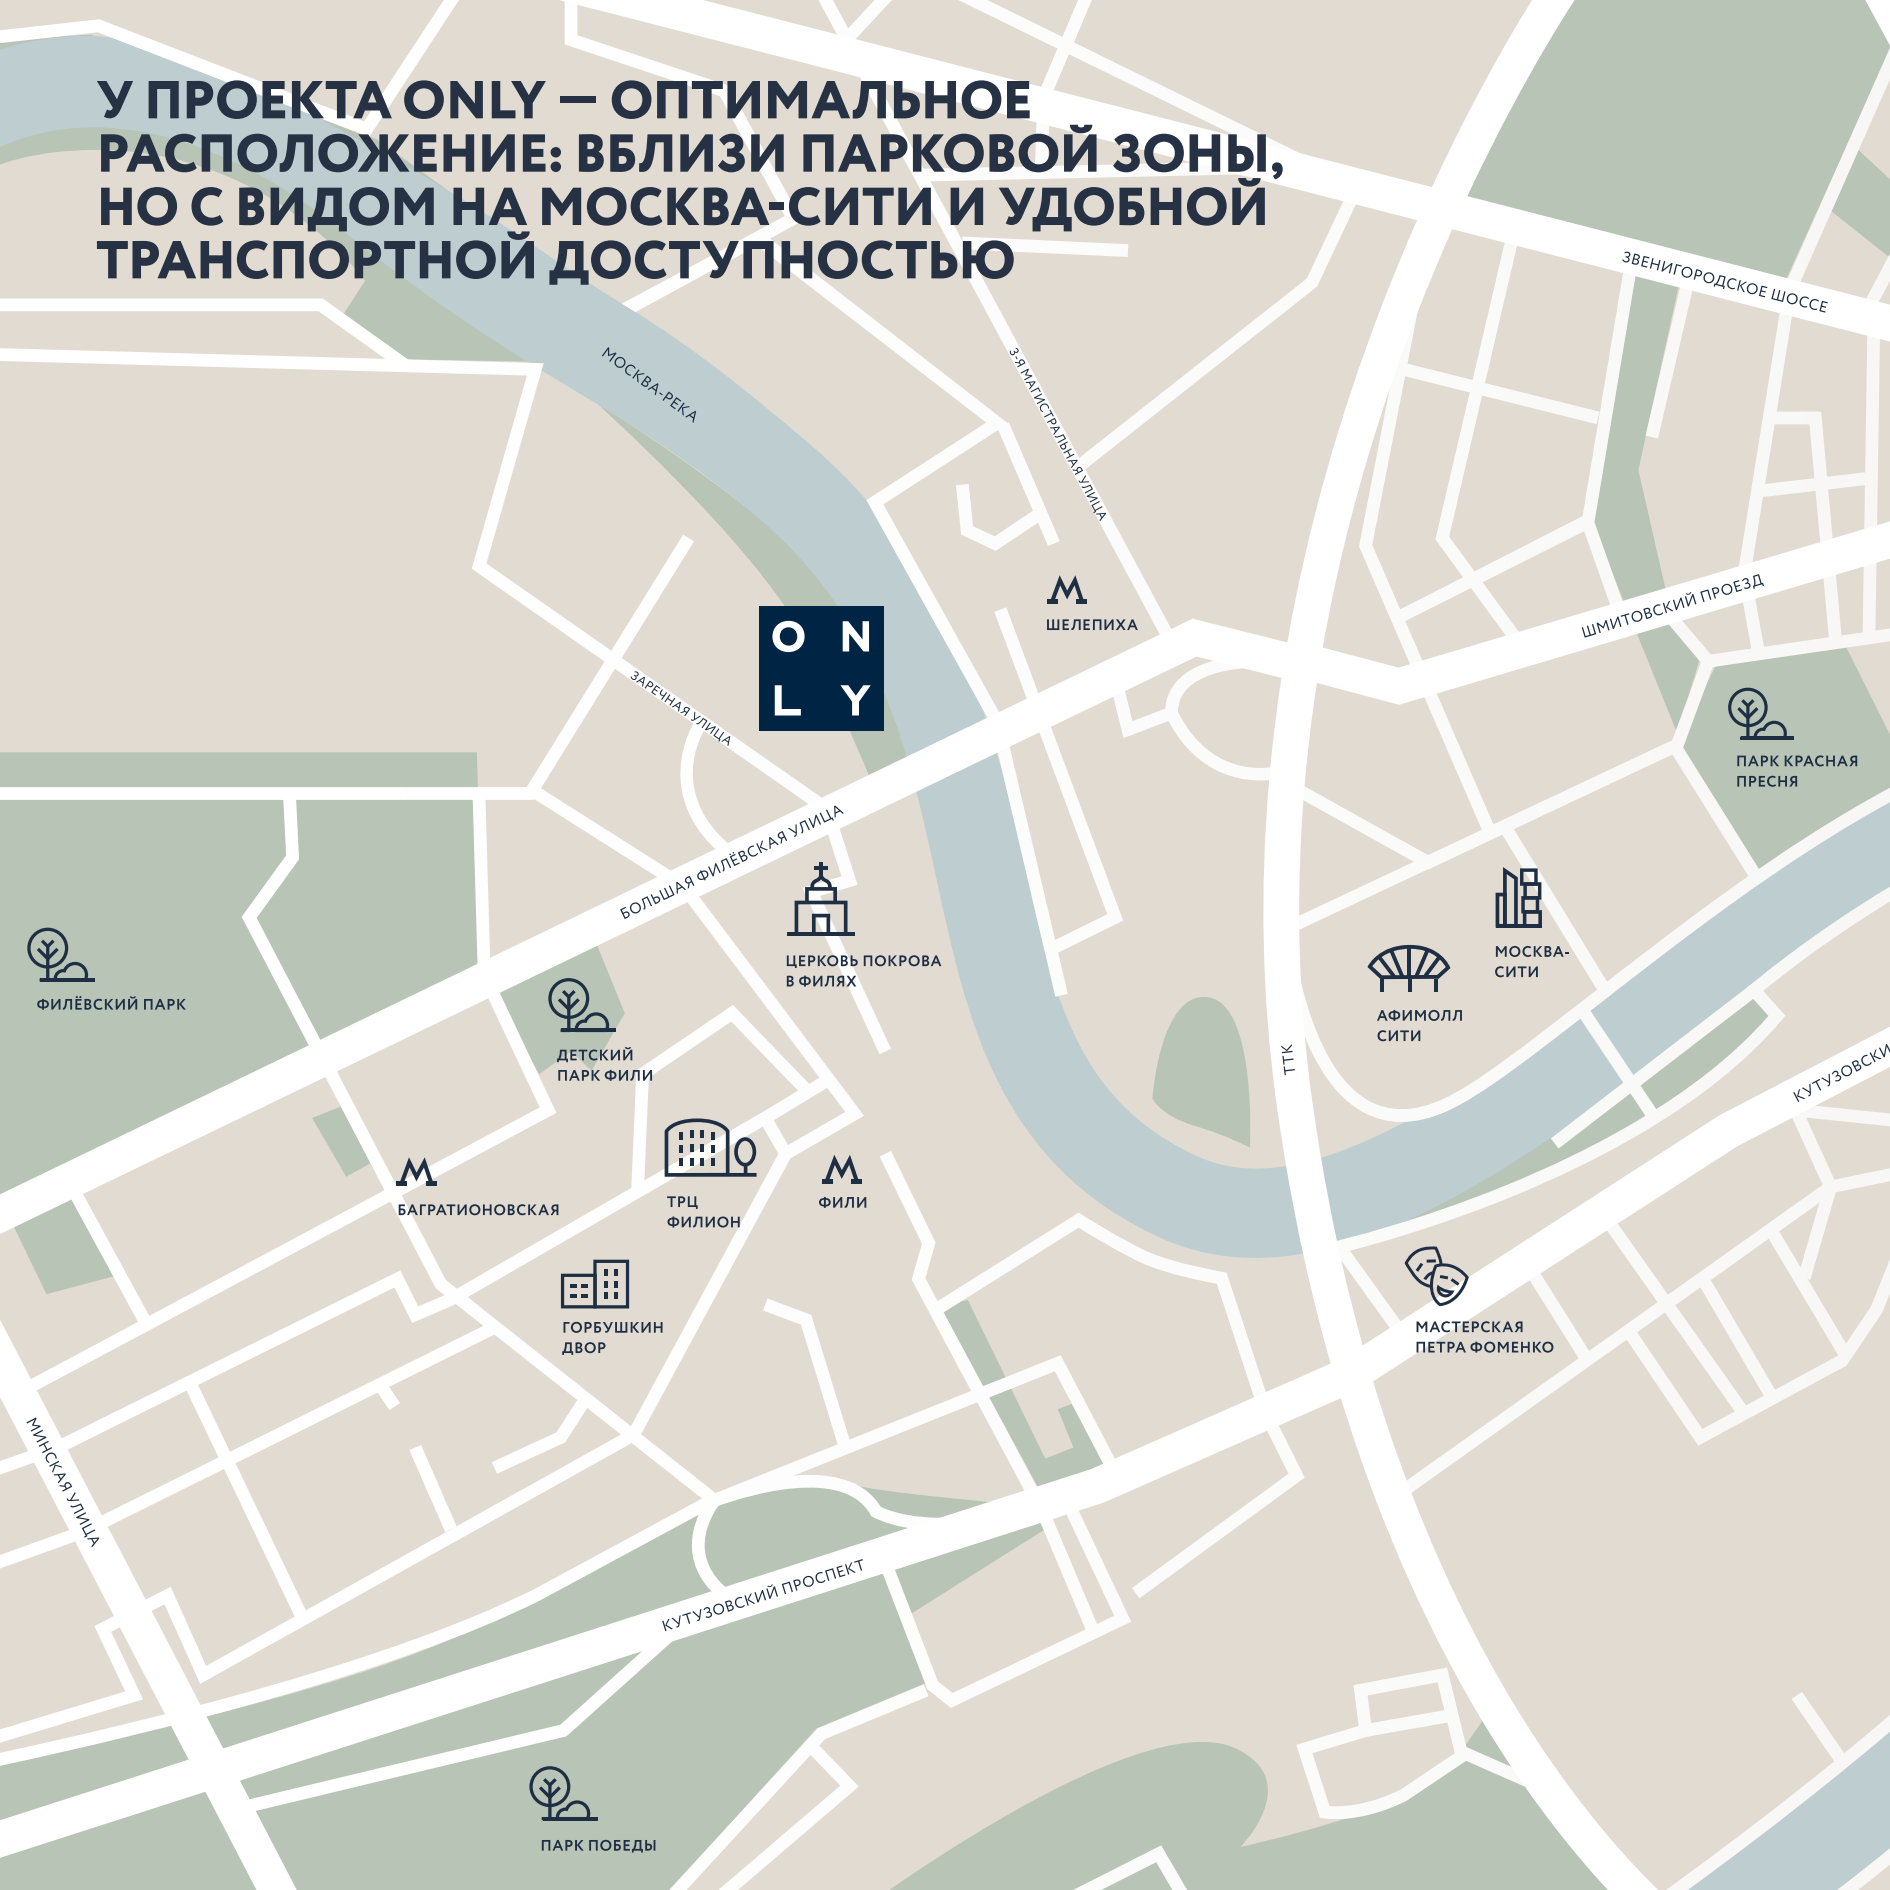 У ПРОЕКТА ONLY — ОПТИМАЛЬНОЕ
РАСПОЛОЖЕНИЕ: ВБЛИЗИ ПАРКОВОЙ ЗОНЫ,
НО С ВИДОМ НА МОСКВА-СИТИ И УДОБНОЙ
ТРАНСПОРТНОЙ ДОСТУПНОСТЬЮ
ЗВЕНИГОРОДСКОЕ ШОССЕ
МОСКВА-РЕКА
3-Я МАГИСТРАЛЬНАЯ УЛИЦА
ШМИТОВСКИЙ ПРОЕЗД
ШЕЛЕПИХА
O N
L Y
ЗАРЕЧНАЯ УЛИЦА
ПАРК КРАСНАЯ
ПРЕСНЯ
БОЛЬШАЯ ФИЛЁВСКАЯ УЛИЦА
ЦЕРКОВЬ ПОКРОВА
В ФИЛЯХ
МОСКВА-
СИТИ
ФИЛЁВСКИЙ ПАРК
АФИМОЛЛ
СИТИ
ДЕТСКИЙ
ПАРК ФИЛИ
ТТК
КУТУЗОВСКИ
БАГРАТИОНОВСКАЯ
ТРЦ
ФИЛИОН
ФИЛИ
ГОРБУШКИН
ДВОР
МАСТЕРСКАЯ
ПЕТРА ФОМЕНКО
МИНСКАЯ УЛИЦА
КУТУЗОВСКИЙ ПРОСПЕКТ
ПАРК ПОБЕДЫ